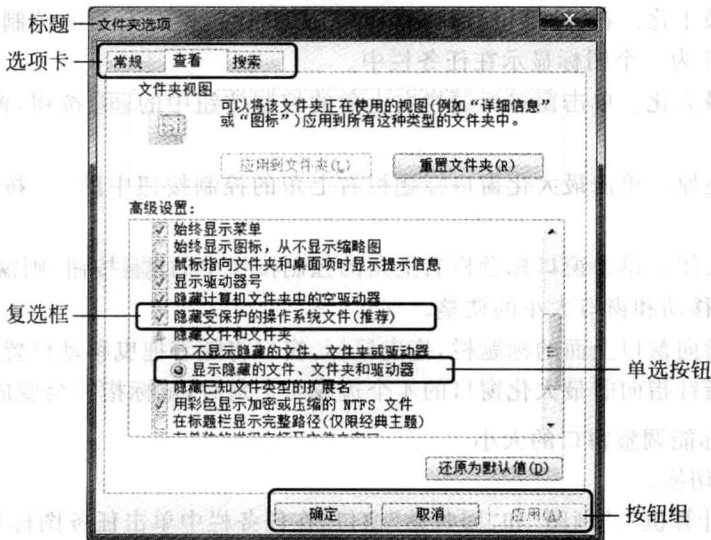 标题
文件夹选项
选项卡
常规 查看 搜索
文件夹视图
可以将该文件夹正在使用的视图(例如“详细信息”
或“图标”)应用到所有这种类型的文件夹中。
应用到文件夹(L)
重置文件夹(R)
高级设置:
始终显示菜单
始终显示图标，从不显示缩略图
鼠标指向文件夹和桌面项时显示提示信息
显示驱动器号
隐藏计算机文件夹中的空驱动器
复选框
隐藏受保护的操作系统文件(推荐)
隐藏文件和文件夹
不显示隐藏的文件、文件夹或驱动器
显示隐藏的文件、文件夹和驱动器
单选按钮
隐藏已知文件类型的扩展名
用彩色显示加密或压缩的 NTFS 文件
在标题栏显示完整路径(仅限经典主题)
还原为默认值(D)
确定 取消 应用(A)
按钮组